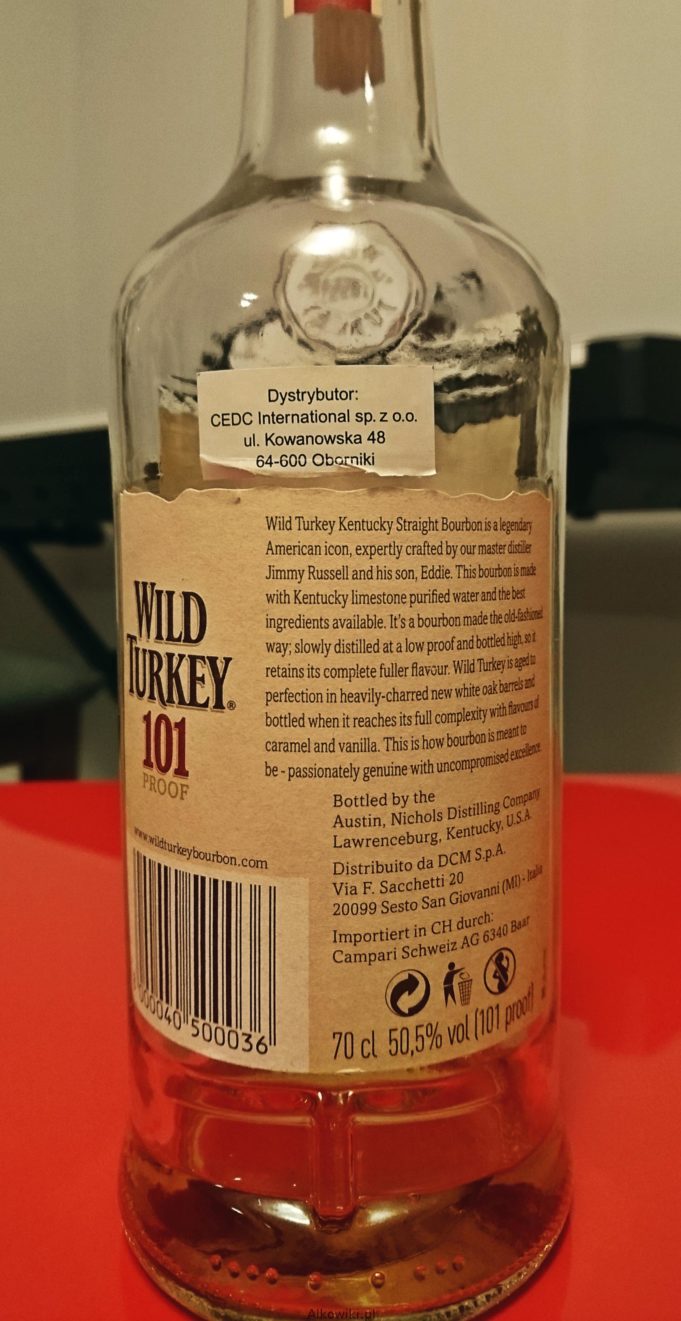 Dystrybutor:
CEDC International sp. z o.o.
ul. Kowanowska 48
64-600 Oborniki
Wild Turkey Kentucky Straight Bourbon is a legendary
American icon, expertly crafted by our master distiller
Jimmy Russell and his son, Eddie. This bourbon is made
with Kentucky limestone purified water and the best
ingredients available. It's a bourbon made the old-fashioned
way; slowly distilled at a low proof and bottled high, so it
retains its complete fuller flavour. Wild Turkey is aged to
perfection in heavily-charred new white oak barrels and
bottled when it reaches its full complexity with flavours of
caramel and vanilla. This is how bourbon is meant to
be - passionately genuine with uncompromised excellence.
WILD
TURKEY®
101
PROOF
www.wildturkeybourbon.com
Bottled by the
Austin, Nichols Distilling Company
Lawrenceburg, Kentucky, U.S.A.
Distribuito da DCM S.p.A.
Via F. Sacchetti 20
20099 Sesto San Giovanni (MI) - Italia
Importiert in CH durch:
Campari Schweiz AG 6340 Baar
70 cl 50,5% vol (101 proof)
500036
Alkowiki.pl